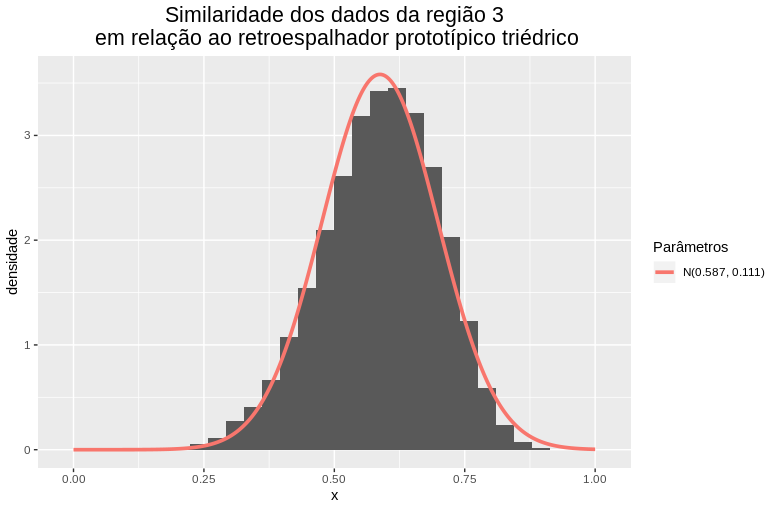 Similaridade dos dados da região 3
em relação ao retroespalhador prototípico triédrico
densidade
3
2
1
0
0.00 0.25 0.50 0.75 1.00
x
Parâmetros
N(0.587, 0.111)